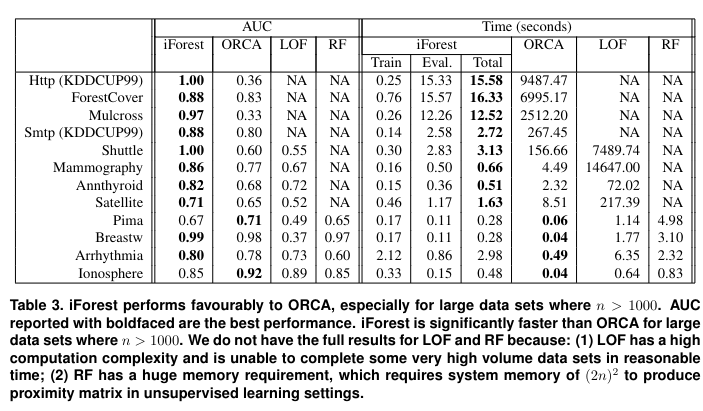 AUC Time (seconds)
iForest ORCA LOF RF iForest ORCA LOF RF
Train Eval. Total
Http (KDDCUP99) 1.00 0.36 NA NA 0.25 15.33 15.58 9487.47 NA NA
ForestCover 0.88 0.83 NA NA 0.76 15.57 16.33 6995.17 NA NA
Mulcross 0.97 0.33 NA NA 0.26 12.26 12.52 2512.20 NA NA
Smtp (KDDCUP99) 0.88 0.80 NA NA 0.14 2.58 2.72 267.45 NA NA
Shuttle 1.00 0.60 0.55 NA 0.30 2.83 3.13 156.66 7489.74 NA
Mammography 0.86 0.77 0.67 NA 0.16 0.50 0.66 4.49 14647.00 NA
Annthyroid 0.82 0.68 0.72 NA 0.15 0.36 0.51 2.32 72.02 NA
Satellite 0.71 0.65 0.52 NA 0.46 1.17 1.63 8.51 217.39 NA
Pima 0.67 0.71 0.49 0.65 0.17 0.11 0.28 0.06 1.14 4.98
Breastw 0.99 0.98 0.37 0.97 0.17 0.11 0.28 0.04 1.77 3.10
Arrhythmia 0.80 0.78 0.73 0.60 2.12 0.86 2.98 0.49 6.35 2.32
Ionosphere 0.85 0.92 0.89 0.85 0.33 0.15 0.48 0.04 0.64 0.83
Table 3. iForest performs favourably to ORCA, especially for large data sets where n > 1000. AUC
reported with boldfaced are the best performance. iForest is significantly faster than ORCA for large
data sets where n > 1000. We do not have the full results for LOF and RF because: (1) LOF has a high
computation complexity and is unable to complete some very high volume data sets in reasonable
time; (2) RF has a huge memory requirement, which requires system memory of (2n)² to produce
proximity matrix in unsupervised learning settings.